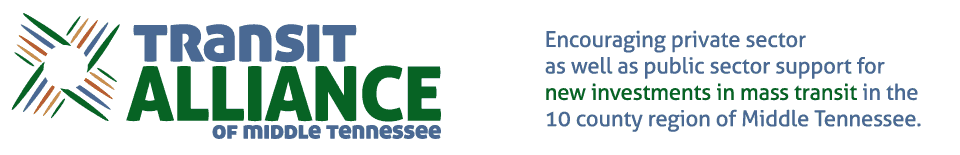 TRANSIT
ALLIANCE
OF MIDDLE TENNESSEE
Encouraging private sector
as well as public sector support for
new investments in mass transit in the
10 county region of Middle Tennessee.